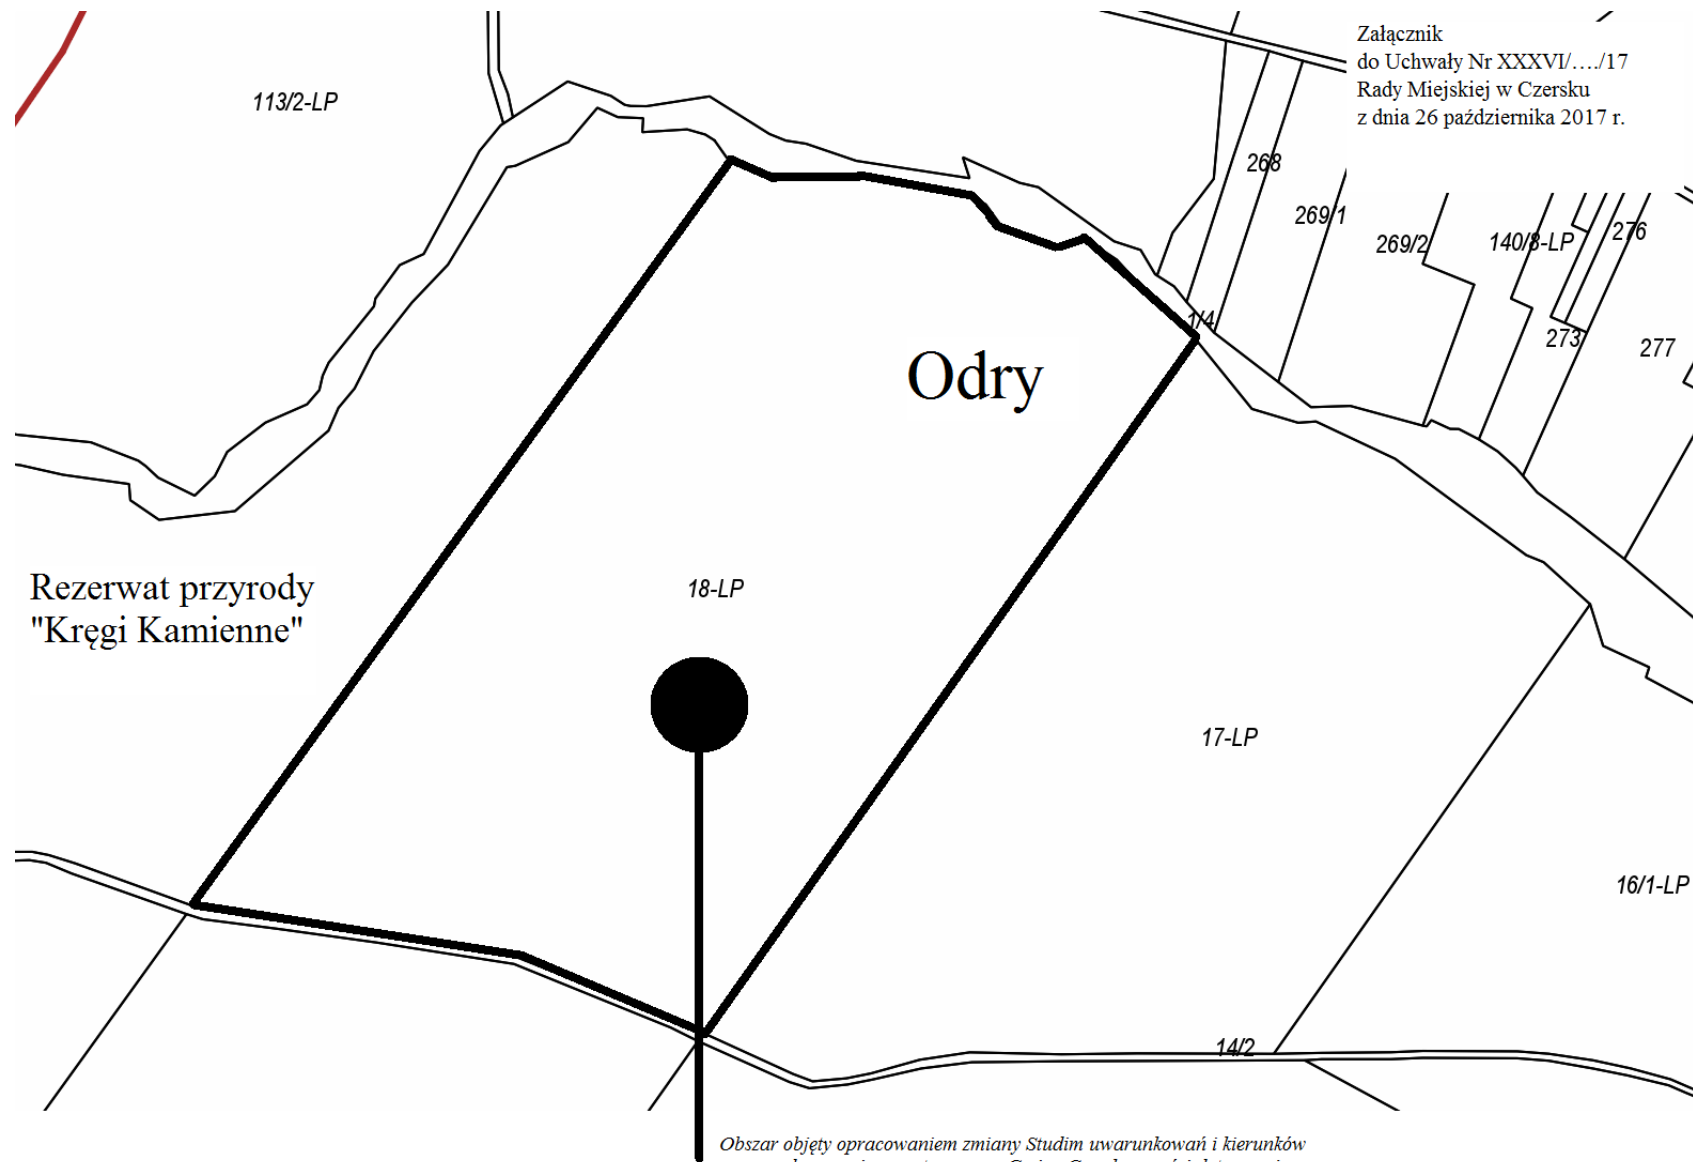 Załącznik
do Uchwały Nr XXXVI/…./17
Rady Miejskiej w Czersku
z dnia 26 października 2017 r.
113/2-LP
268
269/1
269/2
140/8-LP
276
273
277
1/4
Odry
Rezerwat przyrody
"Kręgi Kamienne"
18-LP
17-LP
16/1-LP
14/2
Obszar objęty opracowaniem zmiany Studim uwarunkowań i kierunków